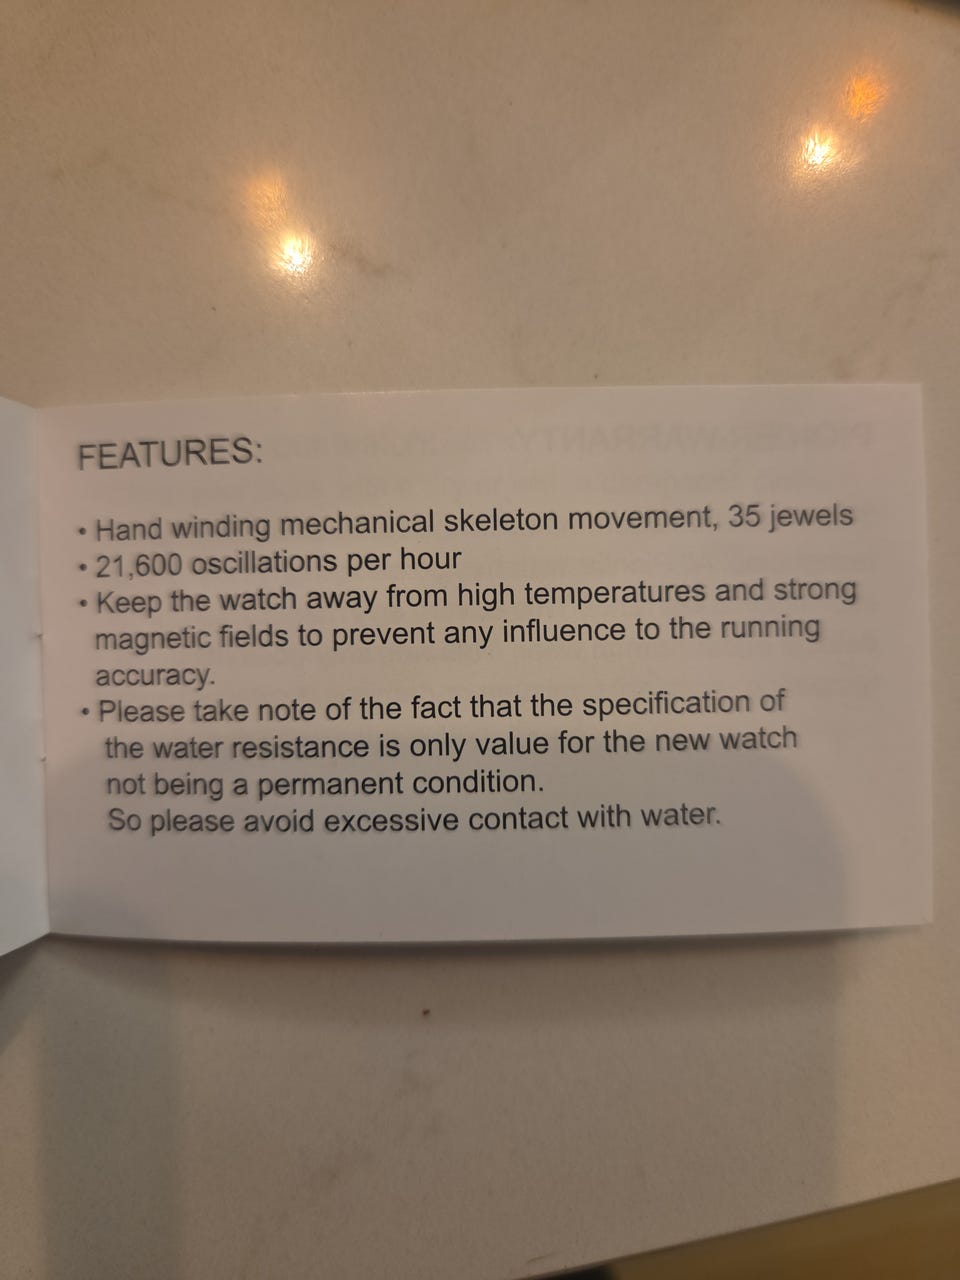 FEATURES:
• Hand winding mechanical skeleton movement, 35 jewels
• 21,600 oscillations per hour
• Keep the watch away from high temperatures and strong
magnetic fields to prevent any influence to the running
accuracy.
• Please take note of the fact that the specification of
the water resistance is only value for the new watch
not being a permanent condition.
So please avoid excessive contact with water.